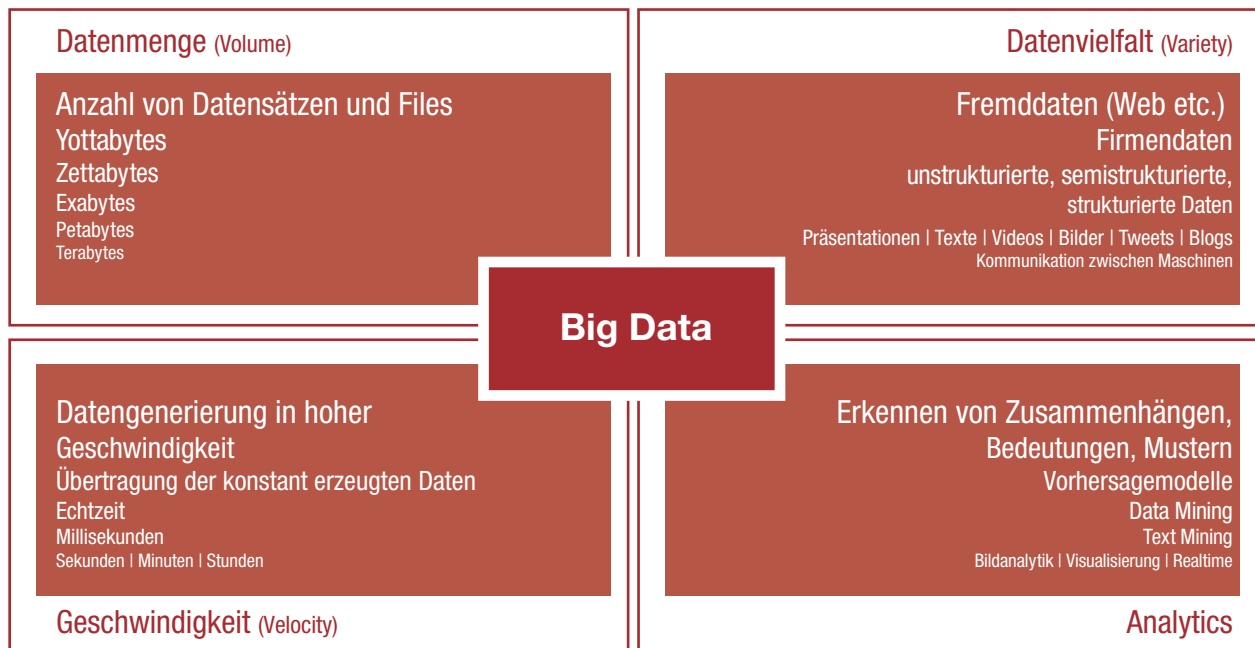 Datenmenge (Volume)
Anzahl von Datensätzen und Files
Yottabytes
Zettabytes
Exabytes
Petabytes
Terabytes
Datenvielfalt (Variety)
Fremddaten (Web etc.)
Firmendaten
unstrukturierte, semistrukturierte,
strukturierte Daten
Präsentationen | Texte | Videos | Bilder | Tweets | Blogs
Kommunikation zwischen Maschinen
Big Data
Datengenerierung in hoher
Geschwindigkeit
Übertragung der konstant erzeugten Daten
Echtzeit
Millisekunden
Sekunden | Minuten | Stunden
Geschwindigkeit (Velocity)
Erkennen von Zusammenhängen,
Bedeutungen, Mustern
Vorhersagemodelle
Data Mining
Text Mining
Bildanalytik | Visualisierung | Realtime
Analytics